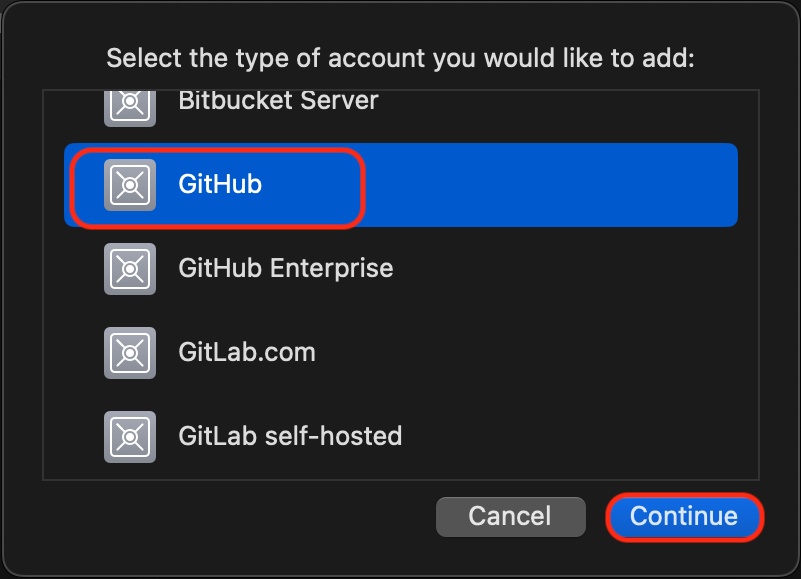 Select the type of account you would like to add:
Bitbucket Server
GitHub
GitHub Enterprise
GitLab.com
GitLab self-hosted
Cancel
Continue